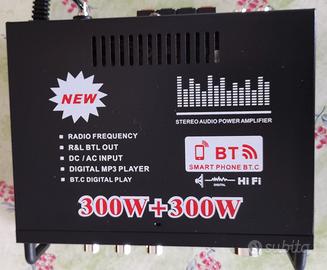 NEW
STEREO AUDIO POWER AMPLIFIER
RADIO FREQUENCY
R&L BTL OUT
DC / AC INPUT
DIGITAL MP3 PLAYER
BT.C DIGITAL PLAY
BT
SMART PHONE BT.C
DIGITAL
Hi Fi
300W+300W
subito